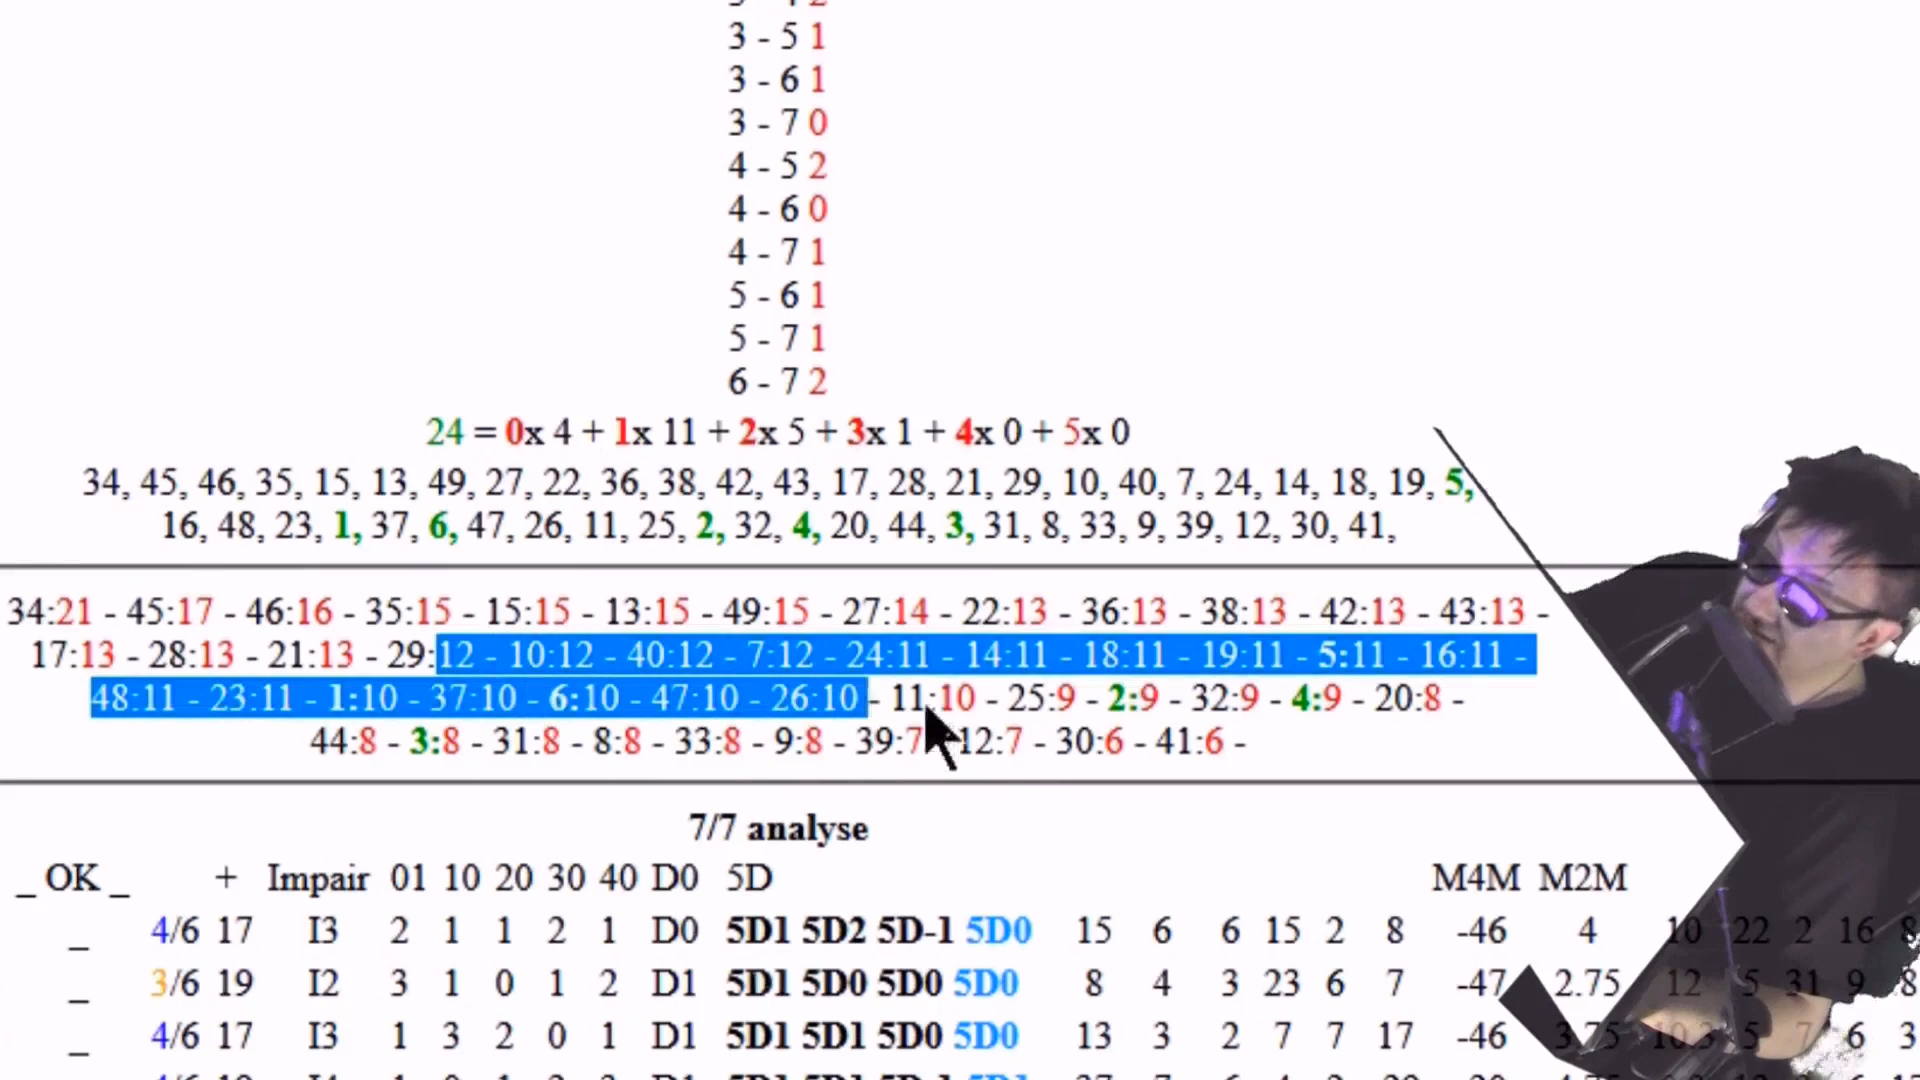 3 - 5 1
3 - 6 1
3 - 7 0
4 - 5 2
4 - 6 0
4 - 7 1
5 - 6 1
5 - 7 1
6 - 7 2
24 = 0x 4 + 1x 11 + 2x 5 + 3x 1 + 4x 0 + 5x 0
34, 45, 46, 35, 15, 13, 49, 27, 22, 36, 38, 42, 43, 17, 28, 21, 29, 10, 40, 7, 24, 14, 18, 19, 5,
16, 48, 23, 1, 37, 6, 47, 26, 11, 25, 2, 32, 4, 20, 44, 3, 31, 8, 33, 9, 39, 12, 30, 41,
34:21 - 45:17 - 46:16 - 35:15 - 15:15 - 13:15 - 49:15 - 27:14 - 22:13 - 36:13 - 38:13 - 42:13 - 43:13 -
17:13 - 28:13 - 21:13 - 29:12 - 10:12 - 40:12 - 7:12 - 24:11 - 14:11 - 18:11 - 19:11 - 5:11 - 16:11 -
48:11 - 23:11 - 1:10 - 37:10 - 6:10 - 47:10 - 26:10 - 11:10 - 25:9 - 2:9 - 32:9 - 4:9 - 20:8 -
44:8 - 3:8 - 31:8 - 8:8 - 33:8 - 9:8 - 39:7 12:7 - 30:6 - 41:6 -
7/7 analyse
_ OK _ + Impair 01 10 20 30 40 D0 5D M4M M2M
_ 4/6 17 I3 2 1 1 2 1 D0 5D1 5D2 5D-1 5D0 15 6 6 15 2 8 -46 4 10 22 2 16
_ 3/6 19 I2 3 1 0 1 2 D1 5D1 5D0 5D0 5D0 8 4 3 23 6 7 -47 2.75 12 5 31 9
_ 4/6 17 I3 1 3 2 0 1 D1 5D1 5D1 5D0 5D0 13 3 2 7 7 17 -46 3.75 10.3 5 7 6